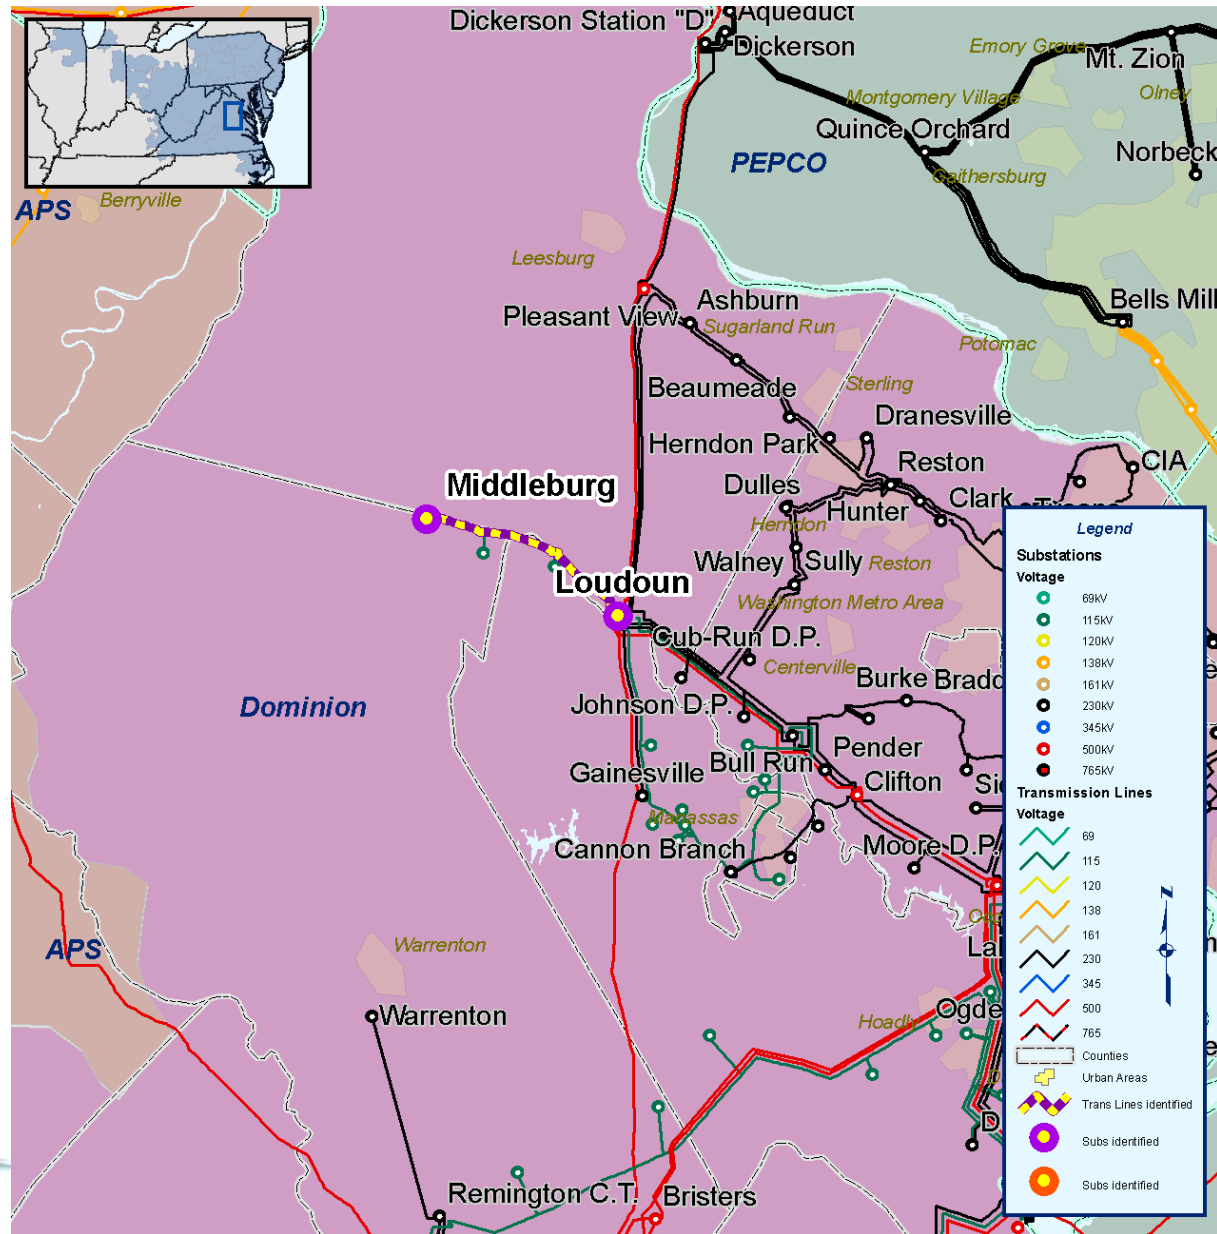 Dickerson Station "D"
Aqueduct
Dickerson
Emory Grove
Mt. Zion
Montgomery Village
Olney
Quince Orchard
Norbeck
PEPCO
Gaithersburg
APS
Berryville
Leesburg
Ashburn
Pleasant View
Sugarland Run
Bells Mill
Potomac
Beaumeade
Sterling
Dranesville
Herndon Park
Reston
CIA
Middleburg
Dulles
Hunter
Clark
Herndon
Walney
Sully
Reston
Loudoun
Washington Metro Area
Cub-Run D.P.
Centerville
Burke
Bradd
Dominion
Johnson D.P.
Bull Run
Pender
Gainesville
Clifton
Manassas
Cannon Branch
Moore D.P.
APS
Warrenton
Warrenton
Ogde
Hoadly
Remington C.T.
Bristers
Legend
Substations
Voltage
69kV
115kV
120kV
138kV
161kV
230kV
345kV
500kV
765kV
Transmission Lines
Voltage
69
115
120
138
161
230
345
500
765
Counties
Urban Areas
Trans Lines identified
Subs identified
Subs identified
N